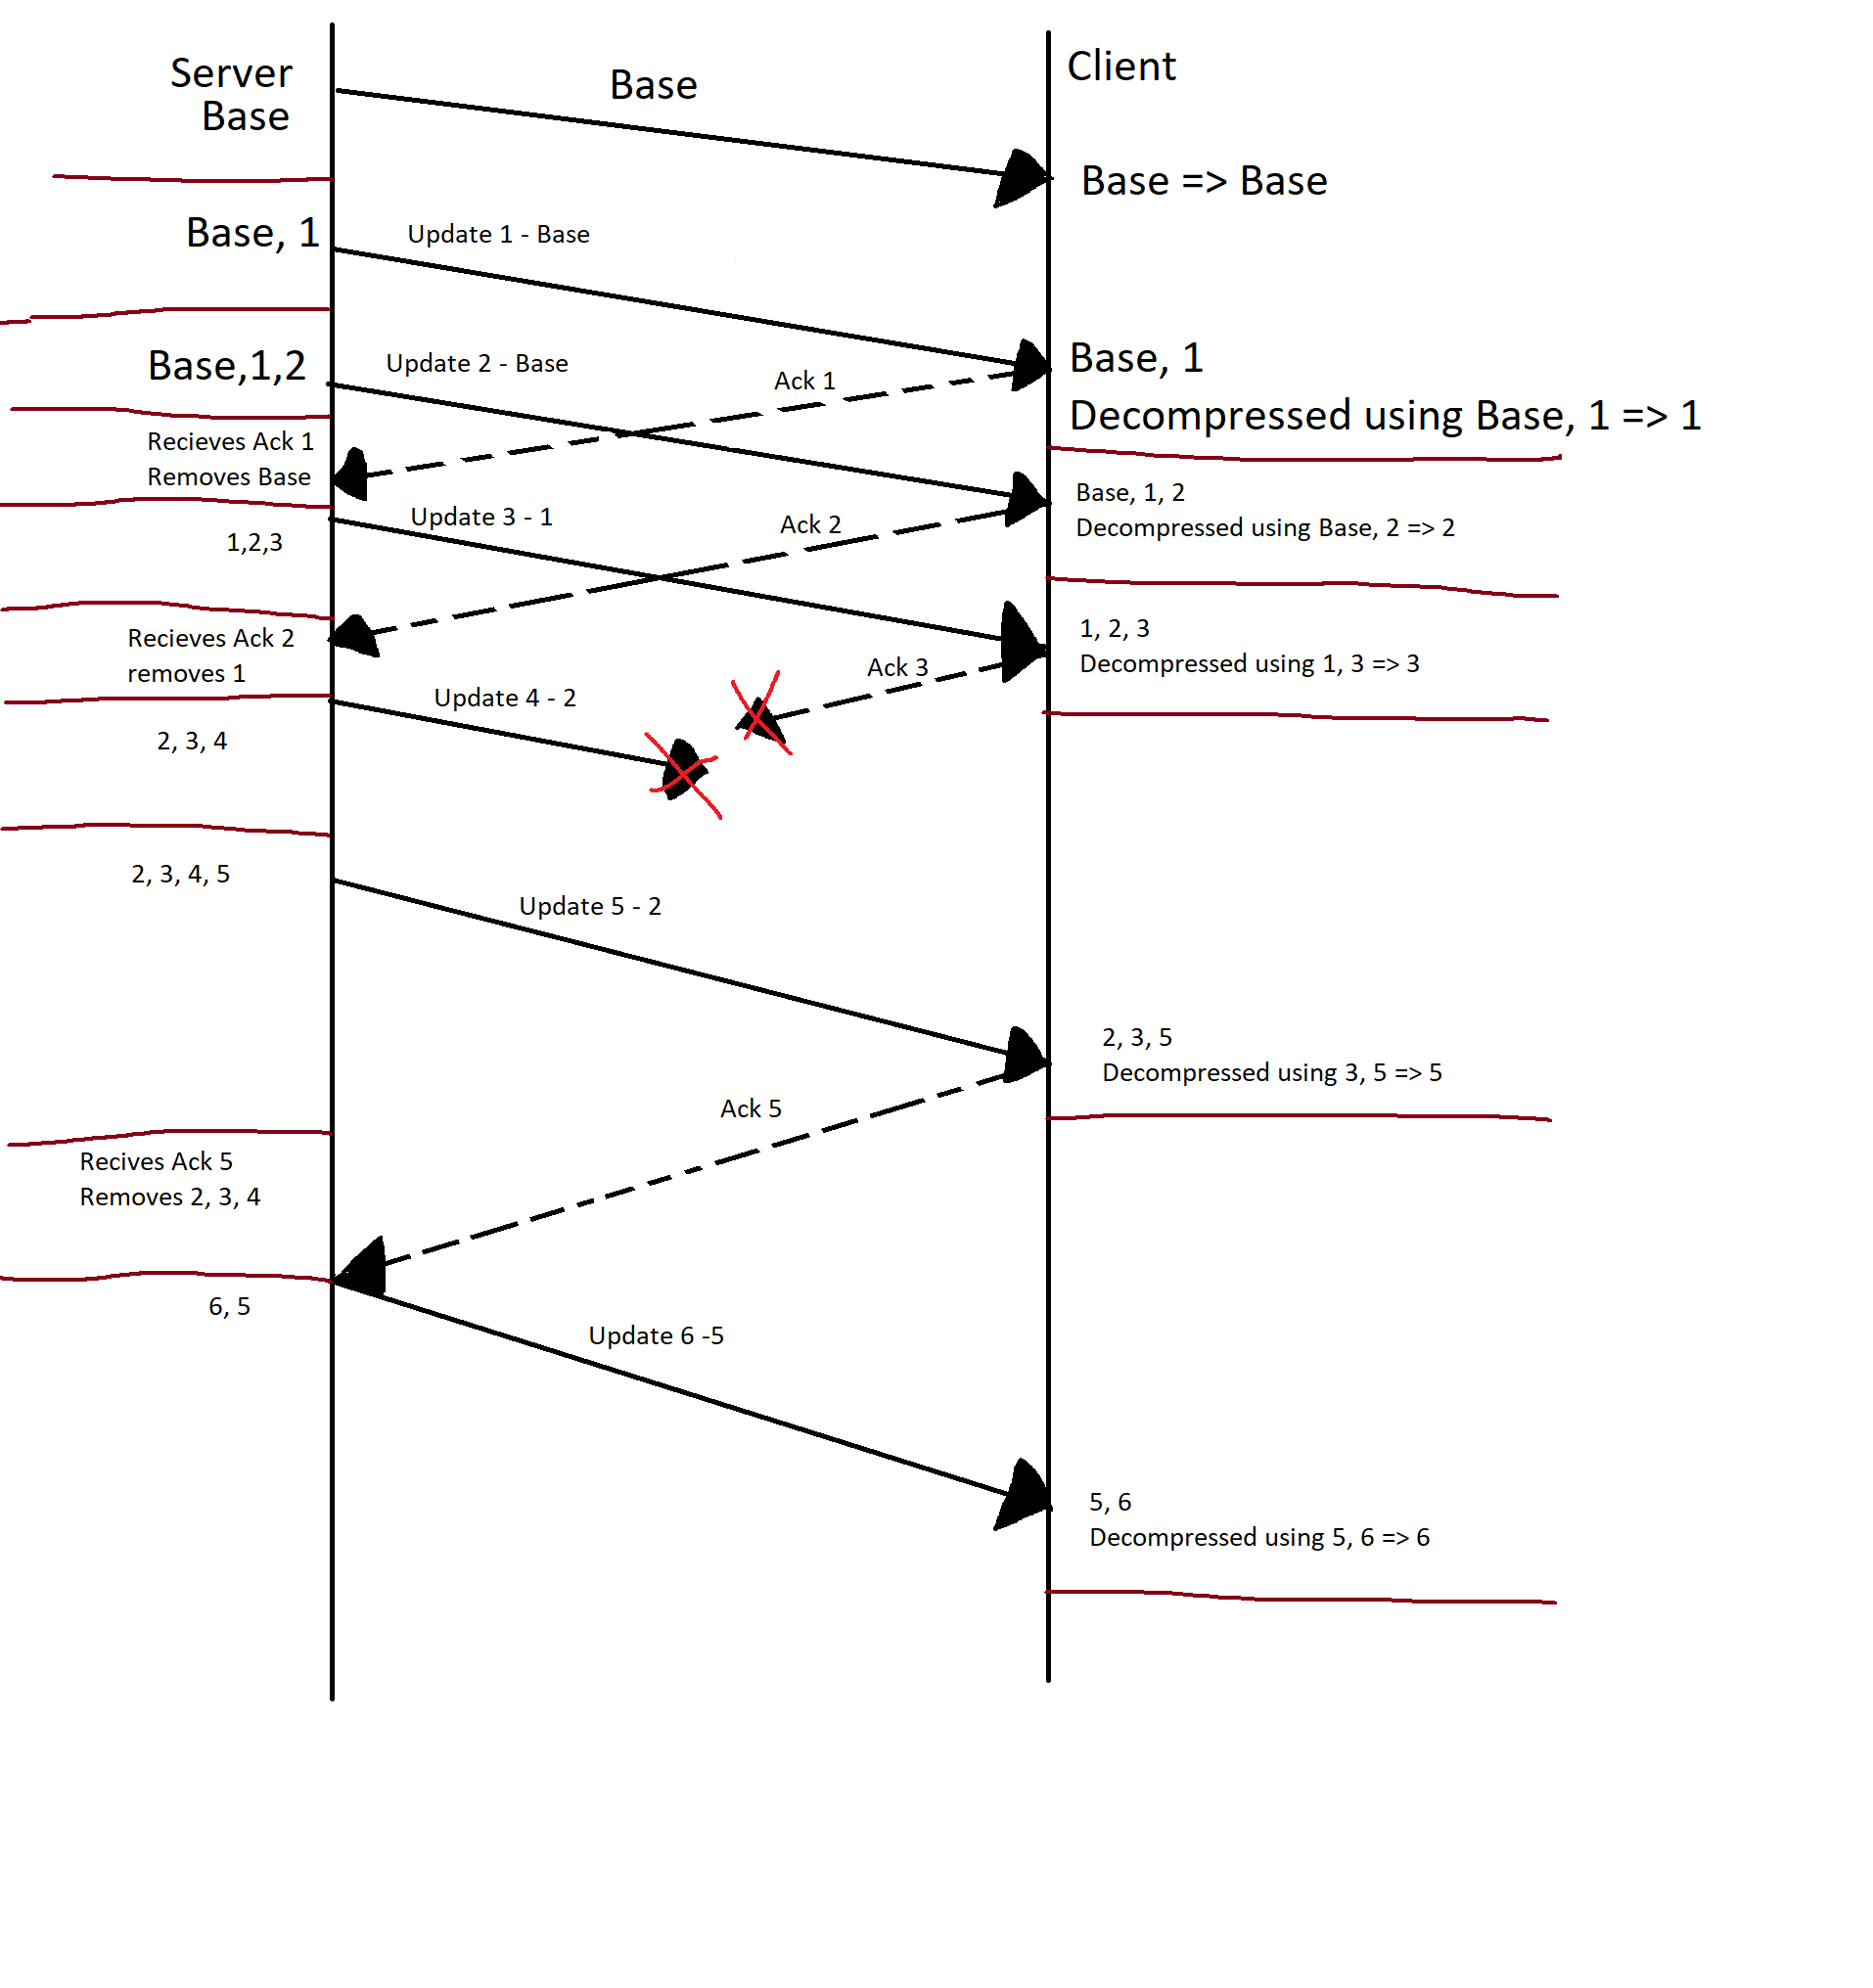 Server
Base
Base
Client
Base => Base
Base, 1
Update 1 - Base
Base,1,2
Update 2 - Base
Ack 1
Base, 1
Decompressed using Base, 1 => 1
Recieves Ack 1
Removes Base
Update 3 - 1
Ack 2
Base, 1, 2
Decompressed using Base, 2 => 2
1,2,3
Recieves Ack 2
removes 1
Ack 3
1, 2, 3
Decompressed using 1, 3 => 3
Update 4 - 2
2, 3, 4
2, 3, 4, 5
Update 5 - 2
2, 3, 5
Decompressed using 3, 5 => 5
Ack 5
Recives Ack 5
Removes 2, 3, 4
6, 5
Update 6 -5
5, 6
Decompressed using 5, 6 => 6